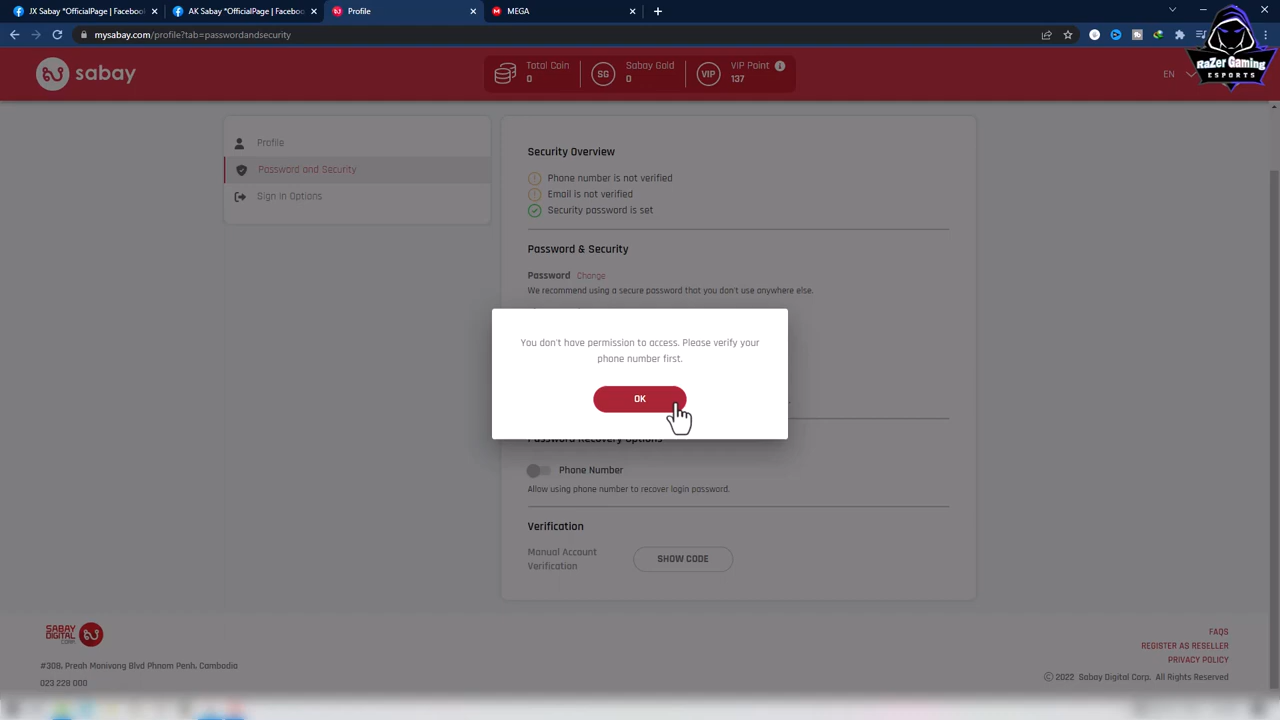 JX Sabay *OfficialPage | Facebook
AK Sabay *OfficialPage | Facebook
Profile
MEGA
mysabay.com/profile?tab=passwordandsecurity
RaZer Gaming
ESPORTS
sabay
Total Coin
0
SG
Sabay Gold
0
VIP
VIP Point
137
EN
Profile
Password and Security
Sign In Options
Security Overview
Phone number is not verified
Email is not verified
Security password is set
Password & Security
Password Change
We recommend using a secure password that you don't use anywhere else.
You don't have permission to access. Please verify your
phone number first.
OK
Password Recovery Options
Phone Number
Allow using phone number to recover login password.
Verification
Manual Account
Verification
SHOW CODE
SABAY
DIGITAL
CORP.
#308, Preah Monivong Blvd Phnom Penh, Cambodia
023 228 000
FAQS
REGISTER AS RESELLER
PRIVACY POLICY
© 2022 Sabay Digital Corp. All Rights Reserved